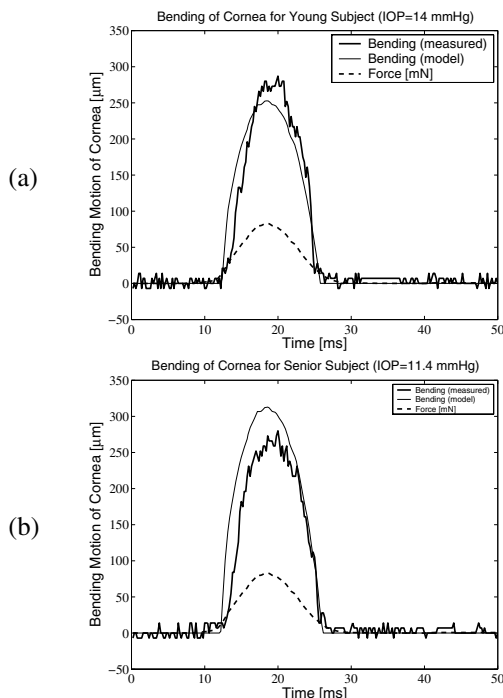 Bending of Cornea for Young Subject (IOP=14 mmHg)
350
300
250
200
150
100
50
0
−50
Bending Motion of Cornea [µm]
Bending (measured)
Bending (model)
Force [mN]
(a)
0 10 20 30 40 50
Time [ms]
Bending of Cornea for Senior Subject (IOP=11.4 mmHg)
350
300
250
200
150
100
50
0
−50
Bending Motion of Cornea [µm]
Bending (measured)
Bending (model)
Force [mN]
(b)
0 10 20 30 40 50
Time [ms]